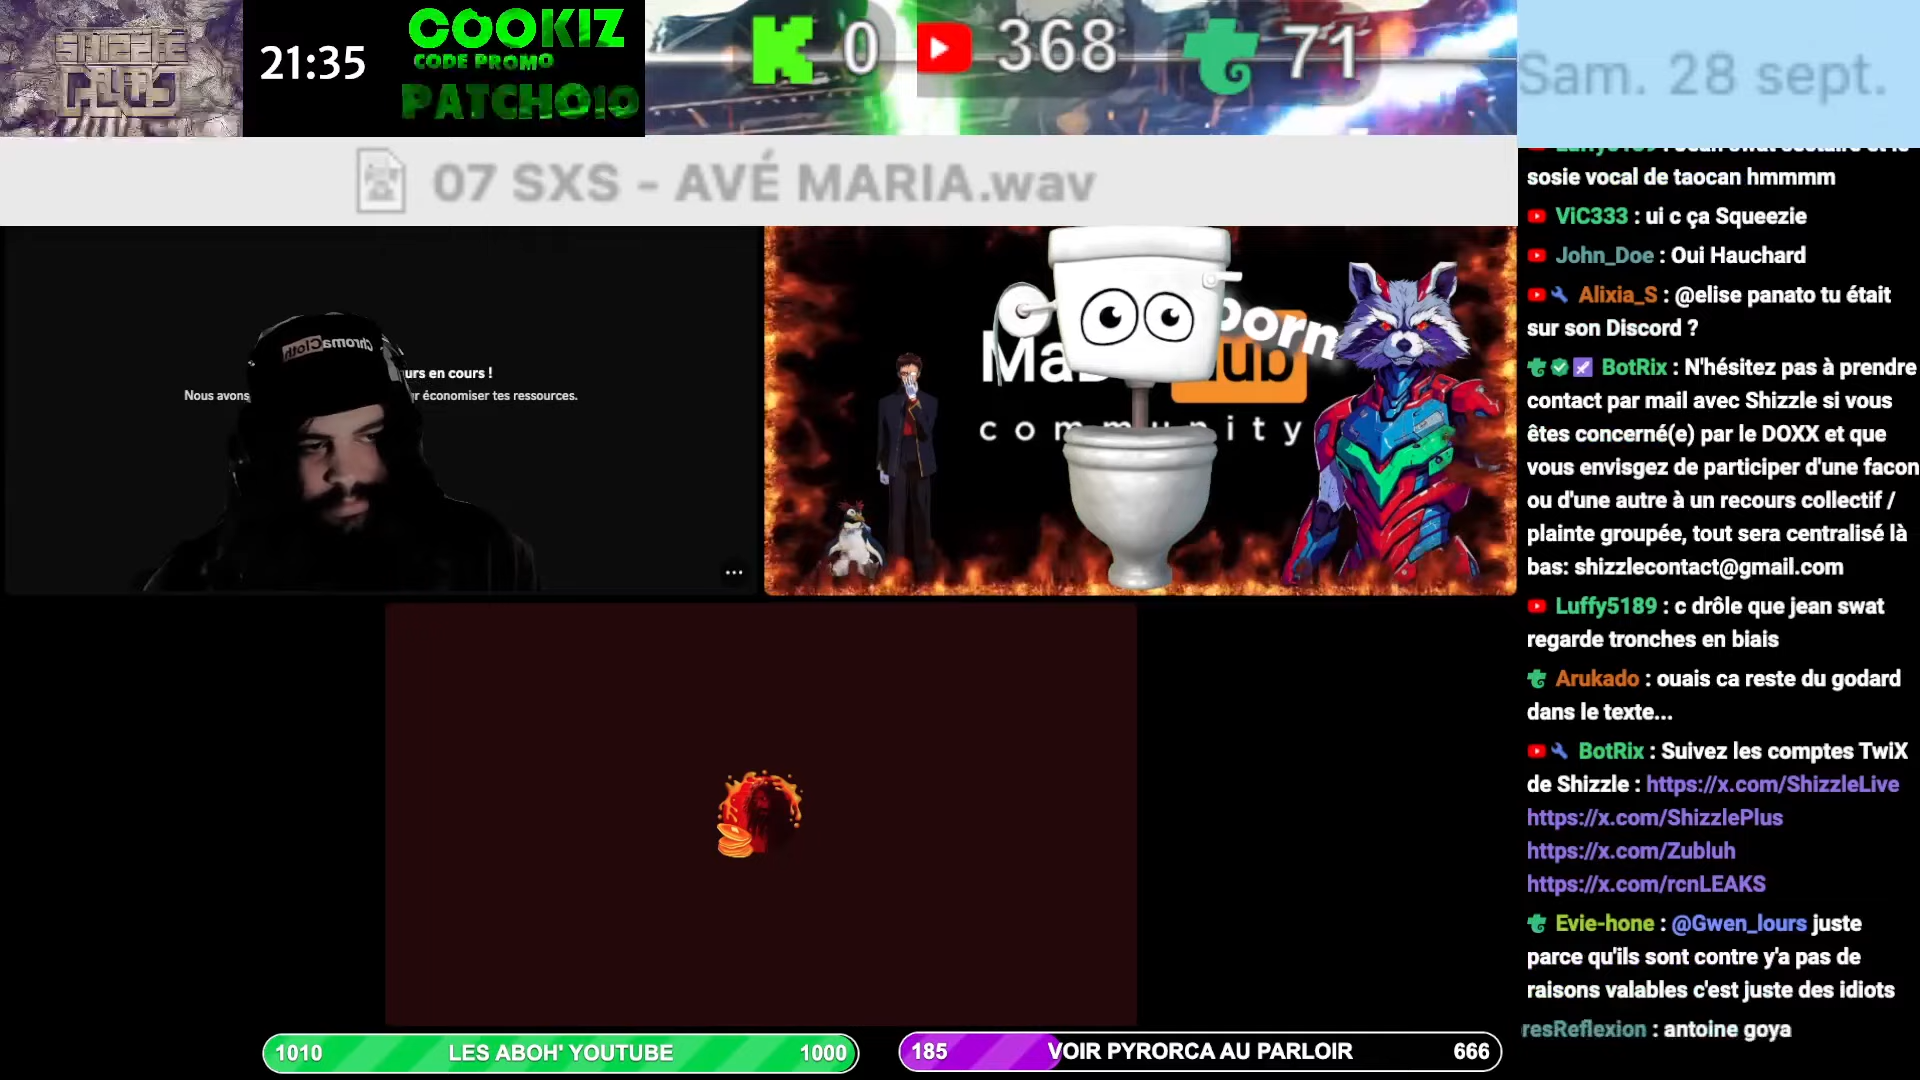 SHIZZLE
PLUS
21:35
COOKIZ
CODE PROMO
PATCHO10
0
368
71
Sam. 28 sept.
07 SXS - AVÉ MARIA.wav
ChromaCloth
urs en cours !
Nous avons
r économiser tes ressources.
born
Ma
ub
community
sosie vocal de taocan hmmmm
ViC333 : ui c ça Squeezie
John_Doe : Oui Hauchard
Alixia_S : @elise panato tu était
sur son Discord ?
BotRix : N'hésitez pas à prendre
contact par mail avec Shizzle si vous
êtes concerné(e) par le DOXX et que
vous envisgez de participer d'une facon
ou d'une autre à un recours collectif /
plainte groupée, tout sera centralisé là
bas: shizzlecontact@gmail.com
Luffy5189 : c drôle que jean swat
regarde tronches en biais
Arukado : ouais ca reste du godard
dans le texte...
BotRix : Suivez les comptes TwiX
de Shizzle : https://x.com/ShizzleLive
https://x.com/ShizzlePlus
https://x.com/Zubluh
https://x.com/rcnLEAKS
Evie-hone : @Gwen_lours juste
parce qu'ils sont contre y'a pas de
raisons valables c'est juste des idiots
resReflexion : antoine goya
1010 LES ABOH' YOUTUBE 1000
185 VOIR PYRORCA AU PARLOIR 666